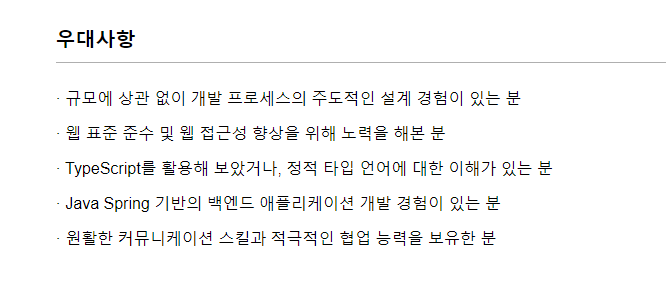 우대사항
· 규모에 상관 없이 개발 프로세스의 주도적인 설계 경험이 있는 분
· 웹 표준 준수 및 웹 접근성 향상을 위해 노력을 해본 분
· TypeScript를 활용해 보았거나, 정적 타입 언어에 대한 이해가 있는 분
· Java Spring 기반의 백엔드 애플리케이션 개발 경험이 있는 분
· 원활한 커뮤니케이션 스킬과 적극적인 협업 능력을 보유한 분